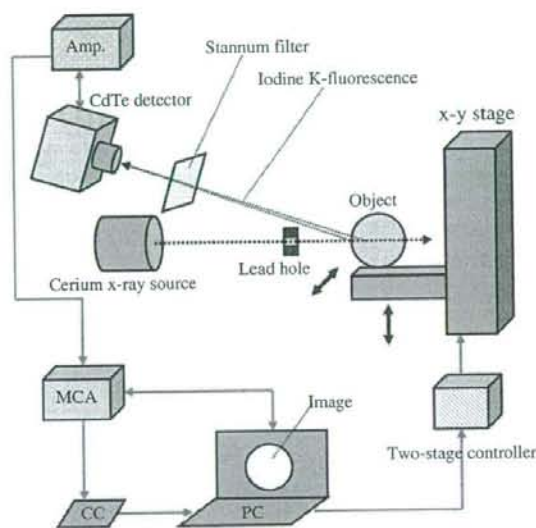 Stannum filter
Amp.
Iodine K-fluorescence
CdTe detector
x-y stage
Object
Lead hole
Cerium x-ray source
MCA
Image
Two-stage controller
CC
PC